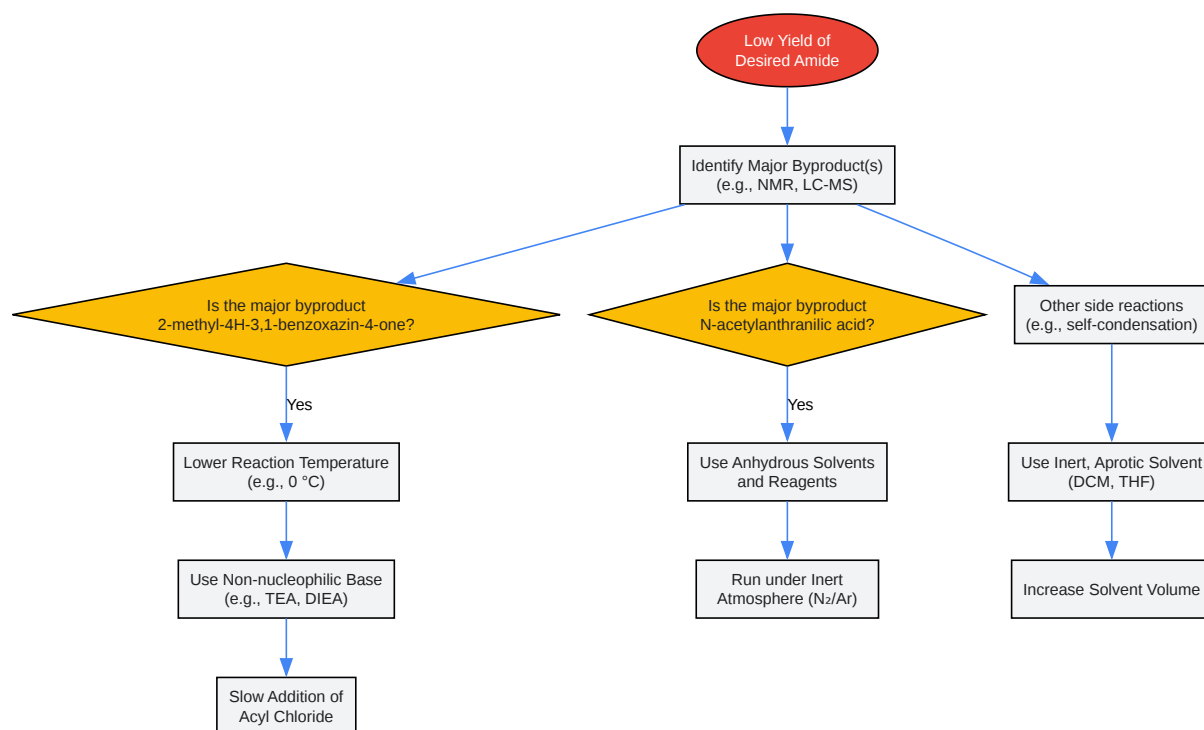 Low Yield of
Desired Amide
Identify Major Byproduct(s)
(e.g., NMR, LC-MS)
Is the major byproduct
2-methyl-4H-3,1-benzoxazin-4-one?
Is the major byproduct
N-acetylanthranilic acid?
Other side reactions
(e.g., self-condensation)
Yes
Yes
Lower Reaction Temperature
(e.g., 0 °C)
Use Anhydrous Solvents
and Reagents
Use Inert, Aprotic Solvent
(DCM, THF)
Use Non-nucleophilic Base
(e.g., TEA, DIEA)
Run under Inert
Atmosphere (N₂/Ar)
Increase Solvent Volume
Slow Addition of
Acyl Chloride